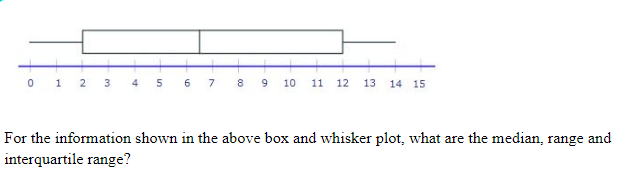 0 1 2 3 4 5 6 7 8 9 10 11 12 13 14 15
For the information shown in the above box and whisker plot, what are the median, range and
interquartile range?